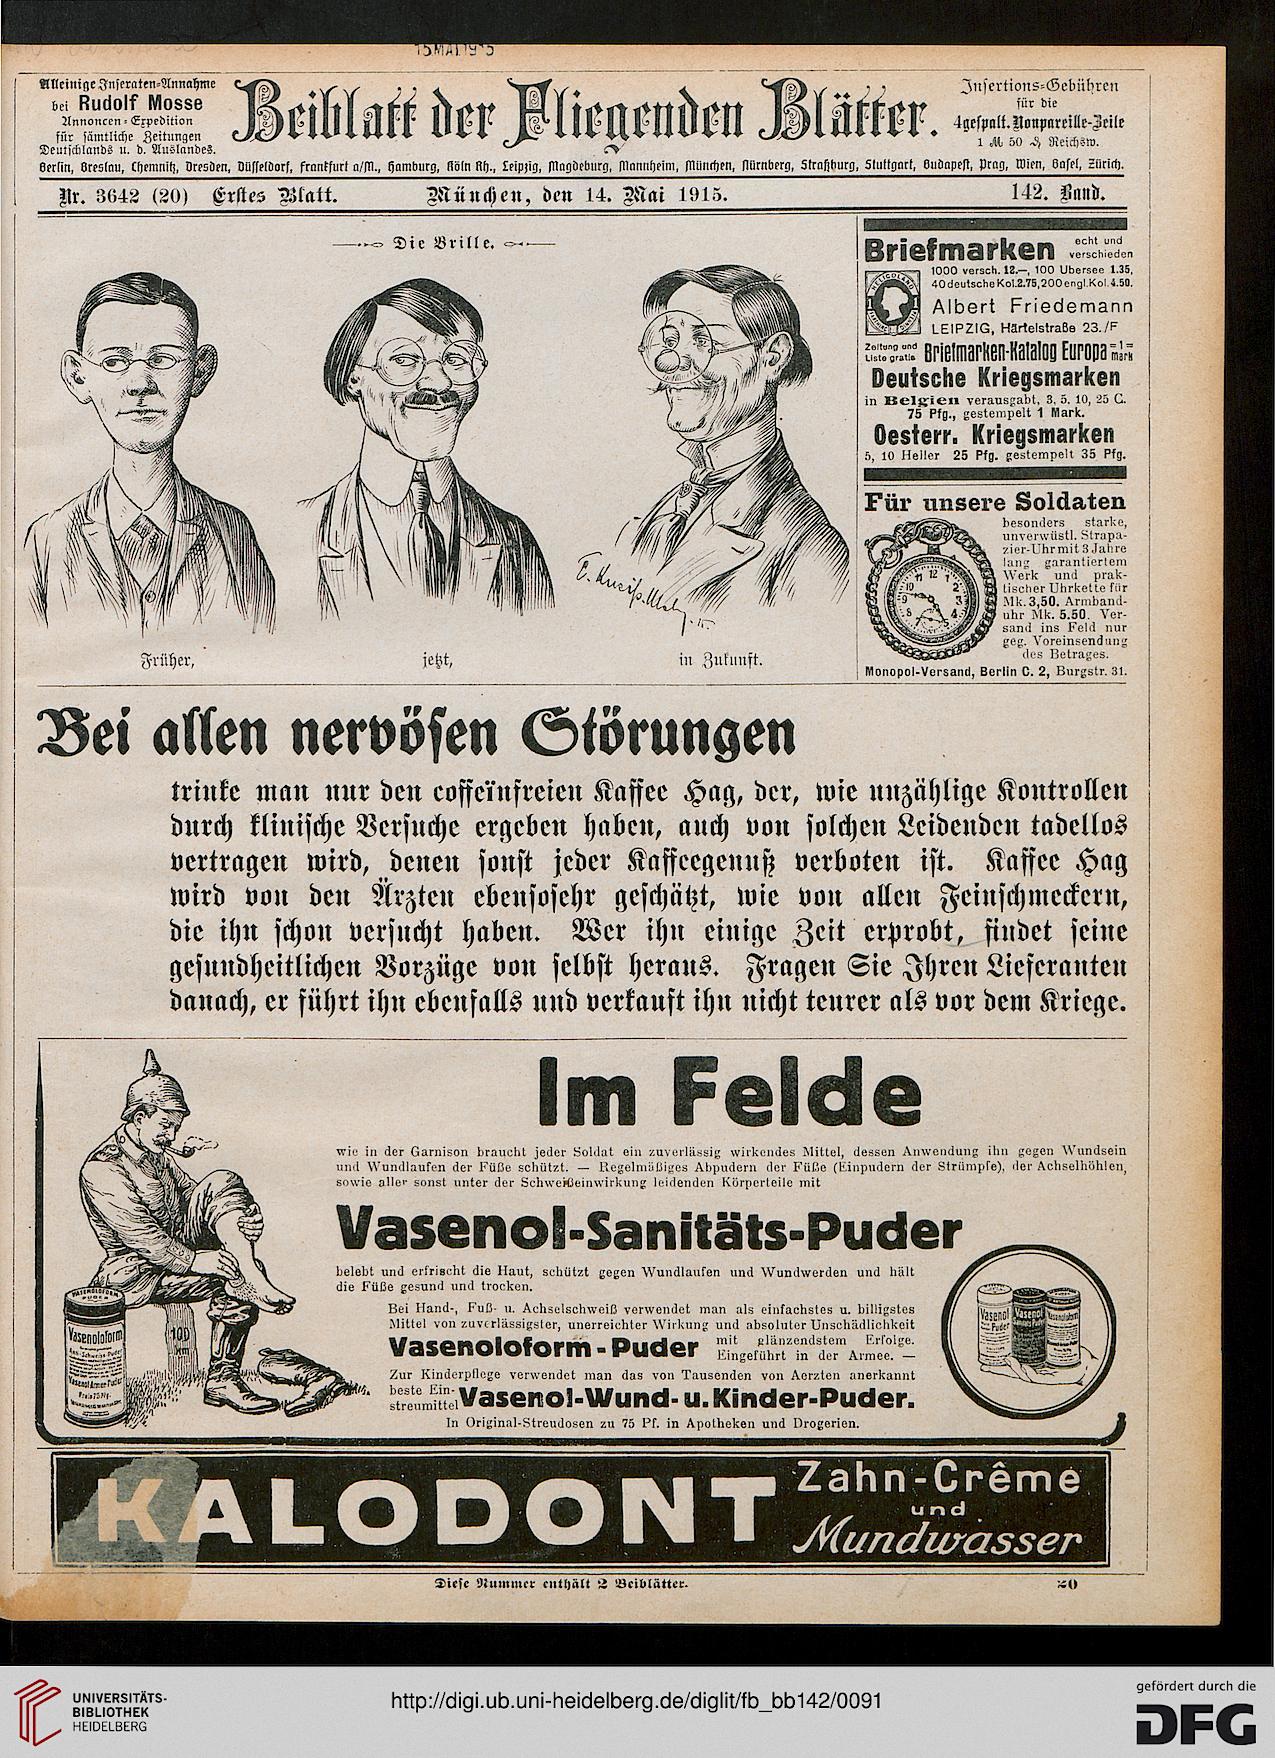 15 MAI 1915
Alleinige Inseraten-Annahme
bei Rudolf Mosse
Annoncen-Expedition
für sämtliche Zeitungen
Deutschlands u. d. Auslandes.
Beiblatt der Fliegenden Blätter.
Insertions-Gebühren
für die
4gespalt. Nonpareille-Zeile
1 ℳ 50 ₰ Reichsw.
Berlin, Breslau, Chemnitz, Dresden, Düsseldorf, Frankfurt a/M., Hamburg, Köln Rh., Leipzig, Magdeburg, Mannheim, München, Nürnberg, Straßburg, Stuttgart, Budapest, Prag, Wien, Basel, Zürich.
Nr. 3642 (20) Erstes Blatt. München, den 14. Mai 1915. 142. Band.
Die Brille.
Früher, jetzt, in Zukunft.
Briefmarken echt und
verschieden
1000 versch. 12.—, 100 Übersee 1.35,
40 deutsche Kol. 2.75, 200 engl. Kol. 4.50.
HELIGOLAND
Albert Friedemann
LEIPZIG, Härtelstraße 23./F
Zeitung und
Liste gratis Briefmarken-Katalog Europa =1=
mark
Deutsche Kriegsmarken
in Belgien verausgabt, 3, 5, 10, 25 C.
75 Pfg., gestempelt 1 Mark.
Oesterr. Kriegsmarken
5, 10 Heller 25 Pfg. gestempelt 35 Pfg.
Für unsere Soldaten
besonders starke,
unverwüstl. Strapa-
zier-Uhr mit 3 Jahre
lang garantiertem
Werk und prak-
tischer Uhrkette für
Mk. 3,50. Armband-
uhr Mk. 5.50. Ver-
sand ins Feld nur
geg. Voreinsendung
des Betrages.
Monopol-Versand, Berlin C. 2, Burgstr. 31.
Bei allen nervösen Störungen
trinke man nur den coffeïnfreien Kaffee Hag, der, wie unzählige Kontrollen
durch klinische Versuche ergeben haben, auch von solchen Leidenden tadellos
vertragen wird, denen sonst jeder Kaffeegenuß verboten ist. Kaffee Hag
wird von den Ärzten ebensosehr geschätzt, wie von allen Feinschmeckern,
die ihn schon versucht haben. Wer ihn einige Zeit erprobt, findet seine
gesundheitlichen Vorzüge von selbst heraus. Fragen Sie Ihren Lieferanten
danach, er führt ihn ebenfalls und verkauft ihn nicht teurer als vor dem Kriege.
Im Felde
wie in der Garnison braucht jeder Soldat ein zuverlässig wirkendes Mittel, dessen Anwendung ihn gegen Wundsein
und Wundlaufen der Füße schützt. — Regelmäßiges Abpudern der Füße (Einpudern der Strümpfe), der Achselhöhlen,
sowie aller sonst unter der Schweißeinwirkung leidenden Körperteile mit
Vasenol-Sanitäts-Puder
belebt und erfrischt die Haut, schützt gegen Wundlaufen und Wundwerden und hält
die Füße gesund und trocken.
Bei Hand-, Fuß- u. Achselschweiß verwendet man als einfachstes u. billigstes
Mittel von zuverlässigster, unerreichter Wirkung und absoluter Unschädlichkeit
Vasenoloform-Puder mit glänzendstem Erfolge.
Eingeführt in der Armee. —
Zur Kinderpflege verwendet man das von Tausenden von Aerzten anerkannt
beste Ein-
streumittel Vasenol-Wund- u. Kinder-Puder.
In Original-Streudosen zu 75 Pf. in Apotheken und Drogerien.
VASENOLOFORM
PUDER
Vasenoloform
100
Vasenol
Puder
Vasenol
KALODONT Zahn-Crême
und
Mundwasser
Diese Nummer enthält 2 Beiblätter. 20
UNIVERSITÄTS-
BIBLIOTHEK
HEIDELBERG
http://digi.ub.uni-heidelberg.de/diglit/fb_bb142/0091
gefördert durch die
DFG